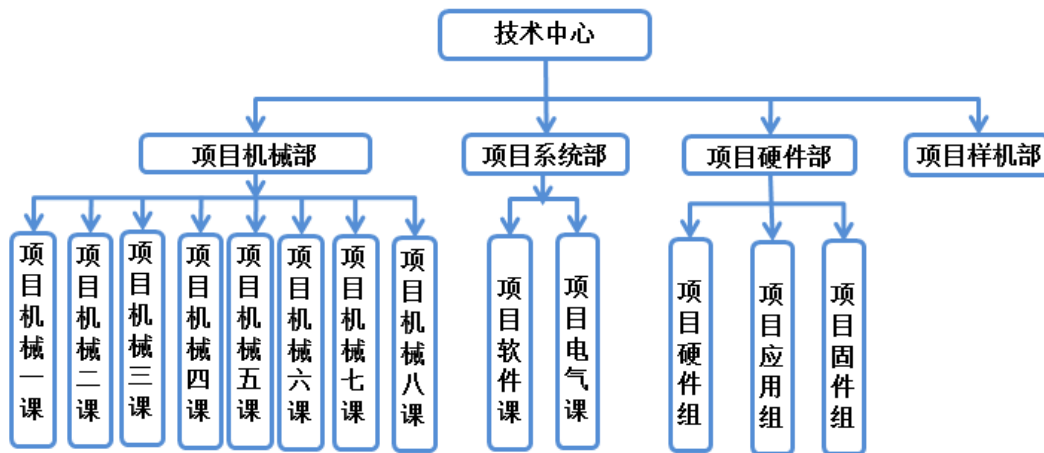 技术中心
项目机械部
项目系统部
项目硬件部
项目样机部
项目机械一课
项目机械二课
项目机械三课
项目机械四课
项目机械五课
项目机械六课
项目机械七课
项目机械八课
项目软件课
项目电气课
项目硬件组
项目应用组
项目固件组